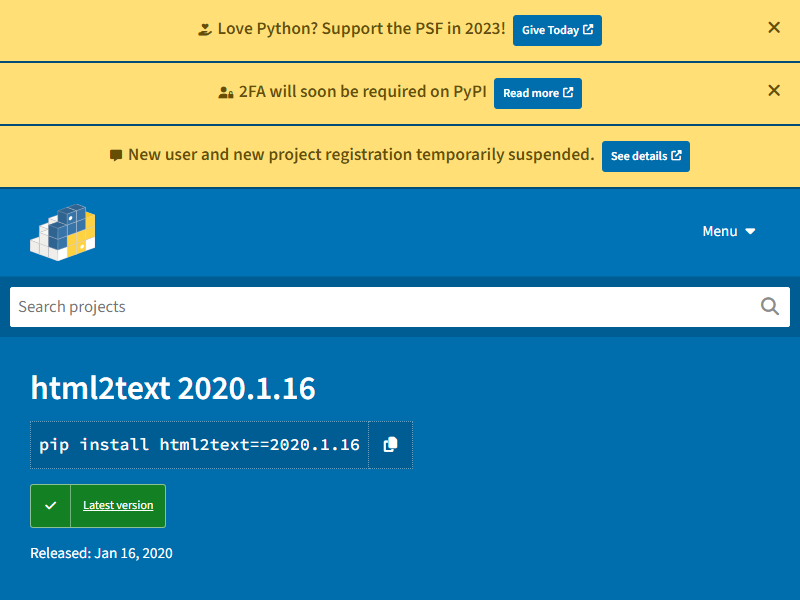 Love Python? Support the PSF in 2023! Give Today
2FA will soon be required on PyPI Read more
New user and new project registration temporarily suspended. See details
Menu
Search projects
html2text 2020.1.16
pip install html2text==2020.1.16
Latest version
Released: Jan 16, 2020